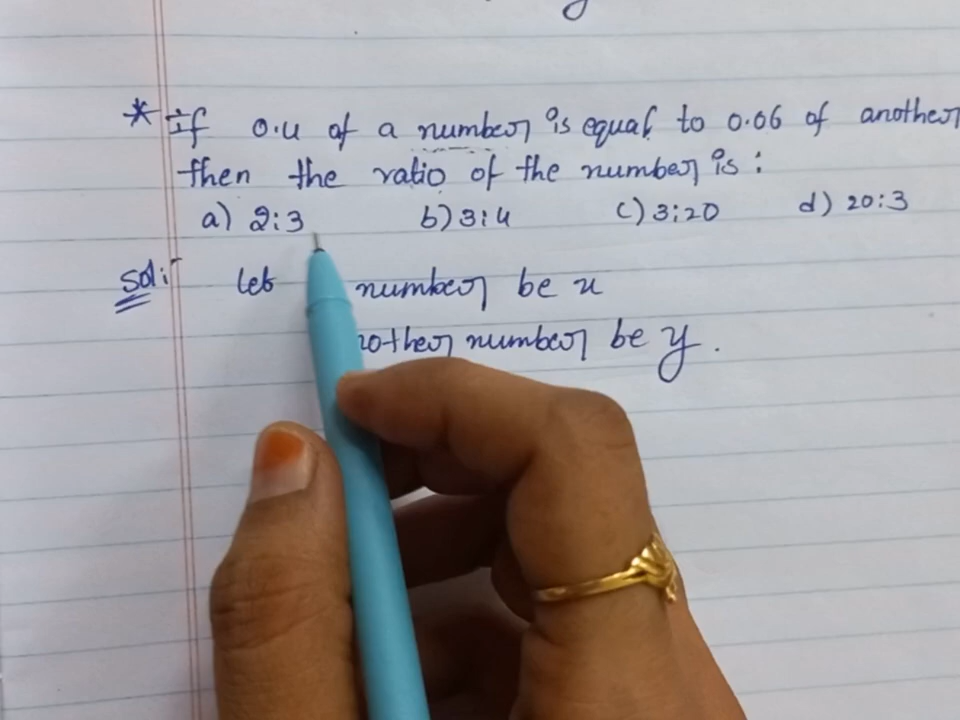 * If 0.4 of a number is equal to 0.06 of another
then the ratio of the number is:
a) 2:3 b) 3:4 c) 3:20 d) 20:3
Sol:- let number be x
number be y.